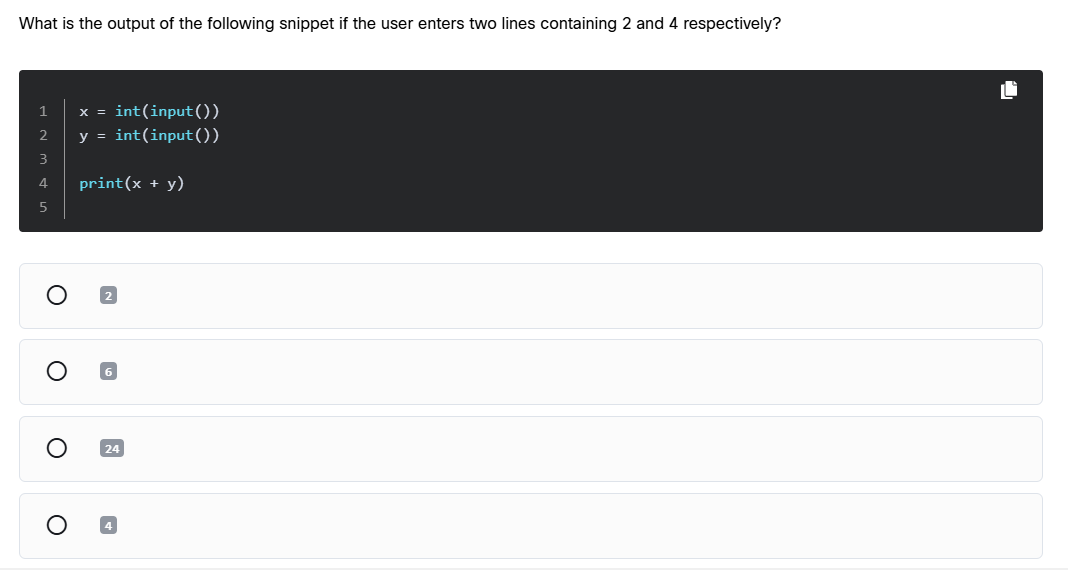 What is the output of the following snippet if the user enters two lines containing 2 and 4 respectively?
1 x = int(input())
2 y = int(input())
3
4 print(x + y)
5
2
6
24
4